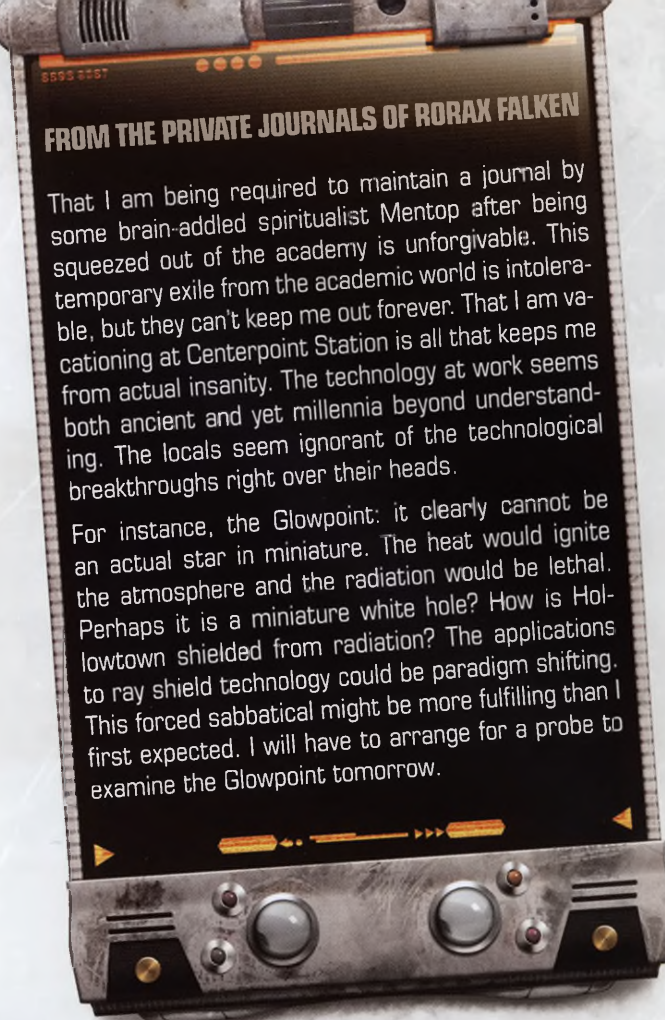 FROM THE PRIVATE JOURNALS OF RORAX FALKEN
That I am being required to maintain a journal by
some brain-addled spiritualist Mentop after being
squeezed out of the academy is unforgivable. This
temporary exile from the academic world is intolera-
ble, but they can't keep me out forever. That I am va-
cationing at Centerpoint Station is all that keeps me
from actual insanity. The technology at work seems
both ancient and yet millennia beyond understand-
ing. The locals seem ignorant of the technological
breakthroughs right over their heads.
For instance, the Glowpoint: it clearly cannot be
an actual star in miniature. The heat would ignite
the atmosphere and the radiation would be lethal.
Perhaps it is a miniature white hole? How is Hol-
lowtown shielded from radiation? The applications
to ray shield technology could be paradigm shifting.
This forced sabbatical might be more fulfilling than I
first expected. I will have to arrange for a probe to
examine the Glowpoint tomorrow.